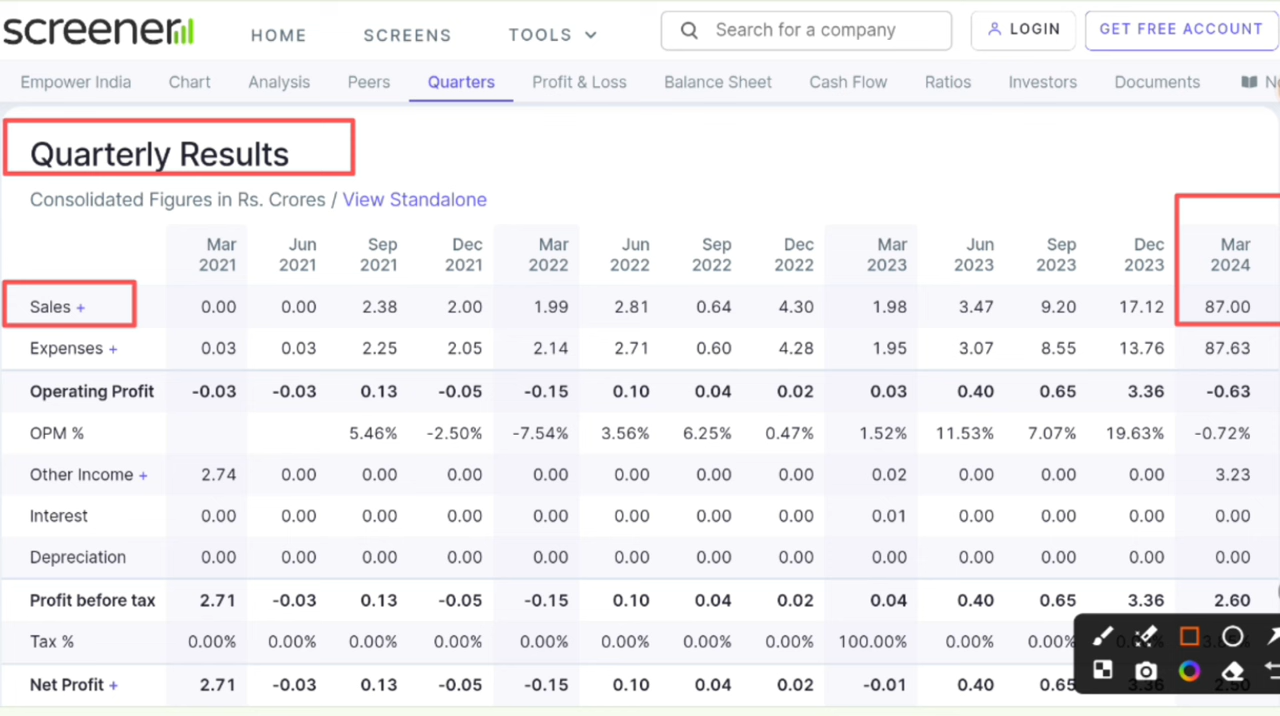 screener
HOME SCREENS TOOLS Search for a company LOGIN GET FREE ACCOUNT
Empower India Chart Analysis Peers Quarters Profit & Loss Balance Sheet Cash Flow Ratios Investors Documents
Quarterly Results
Consolidated Figures in Rs. Crores / View Standalone
Mar 2021 Jun 2021 Sep 2021 Dec 2021 Mar 2022 Jun 2022 Sep 2022 Dec 2022 Mar 2023 Jun 2023 Sep 2023 Dec 2023 Mar 2024
Sales + 0.00 0.00 2.38 2.00 1.99 2.81 0.64 4.30 1.98 3.47 9.20 17.12 87.00
Expenses + 0.03 0.03 2.25 2.05 2.14 2.71 0.60 4.28 1.95 3.07 8.55 13.76 87.63
Operating Profit -0.03 -0.03 0.13 -0.05 -0.15 0.10 0.04 0.02 0.03 0.40 0.65 3.36 -0.63
OPM % 5.46% -2.50% -7.54% 3.56% 6.25% 0.47% 1.52% 11.53% 7.07% 19.63% -0.72%
Other Income + 2.74 0.00 0.00 0.00 0.00 0.00 0.00 0.00 0.02 0.00 0.00 0.00 3.23
Interest 0.00 0.00 0.00 0.00 0.00 0.00 0.00 0.00 0.01 0.00 0.00 0.00 0.00
Depreciation 0.00 0.00 0.00 0.00 0.00 0.00 0.00 0.00 0.00 0.00 0.00 0.00 0.00
Profit before tax 2.71 -0.03 0.13 -0.05 -0.15 0.10 0.04 0.02 0.04 0.40 0.65 3.36 2.60
Tax % 0.00% 0.00% 0.00% 0.00% 0.00% 0.00% 0.00% 0.00% 100.00% 0.00% 0.00%
Net Profit + 2.71 -0.03 0.13 -0.05 -0.15 0.10 0.04 0.02 -0.01 0.40 0.65 3.36 2.50